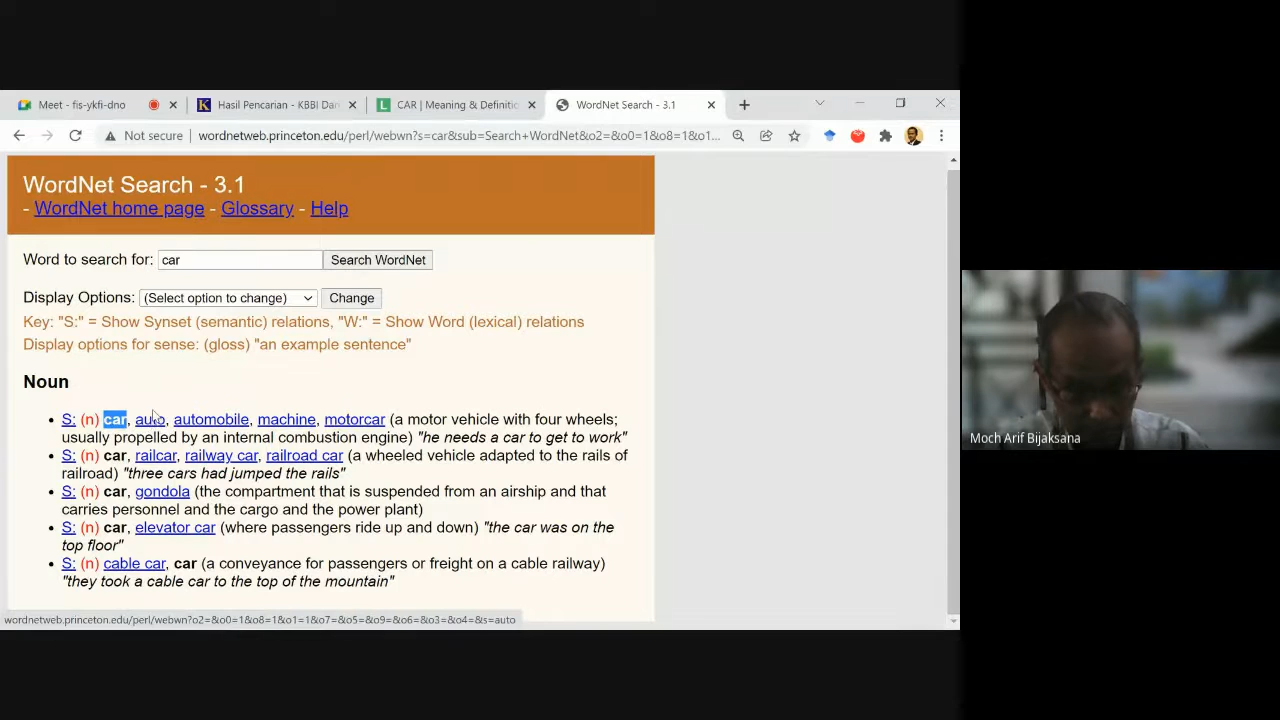 Meet - fis-ykfi-dno
Hasil Pencarian - KBBI Dar
CAR | Meaning & Definitio
WordNet Search - 3.1
Not secure
wordnetweb.princeton.edu/perl/webwn?s=car&sub=Search+WordNet&o2=&o0=1&o8=1&o1...
WordNet Search - 3.1
- WordNet home page - Glossary - Help
Word to search for: car Search WordNet
Display Options: (Select option to change) Change
Key: "S:" = Show Synset (semantic) relations, "W:" = Show Word (lexical) relations
Display options for sense: (gloss) "an example sentence"
Noun
• S: (n) car, auto, automobile, machine, motorcar (a motor vehicle with four wheels;
usually propelled by an internal combustion engine) "he needs a car to get to work"
• S: (n) car, railcar, railway car, railroad car (a wheeled vehicle adapted to the rails of
railroad) "three cars had jumped the rails"
• S: (n) car, gondola (the compartment that is suspended from an airship and that
carries personnel and the cargo and the power plant)
• S: (n) car, elevator car (where passengers ride up and down) "the car was on the
top floor"
• S: (n) cable car, car (a conveyance for passengers or freight on a cable railway)
"they took a cable car to the top of the mountain"
wordnetweb.princeton.edu/perl/webwn?o2=&o0=1&o8=1&o1=1&o7=&o5=&o9=&o6=&o3=&o4=&s=auto
Moch Arif Bijaksana